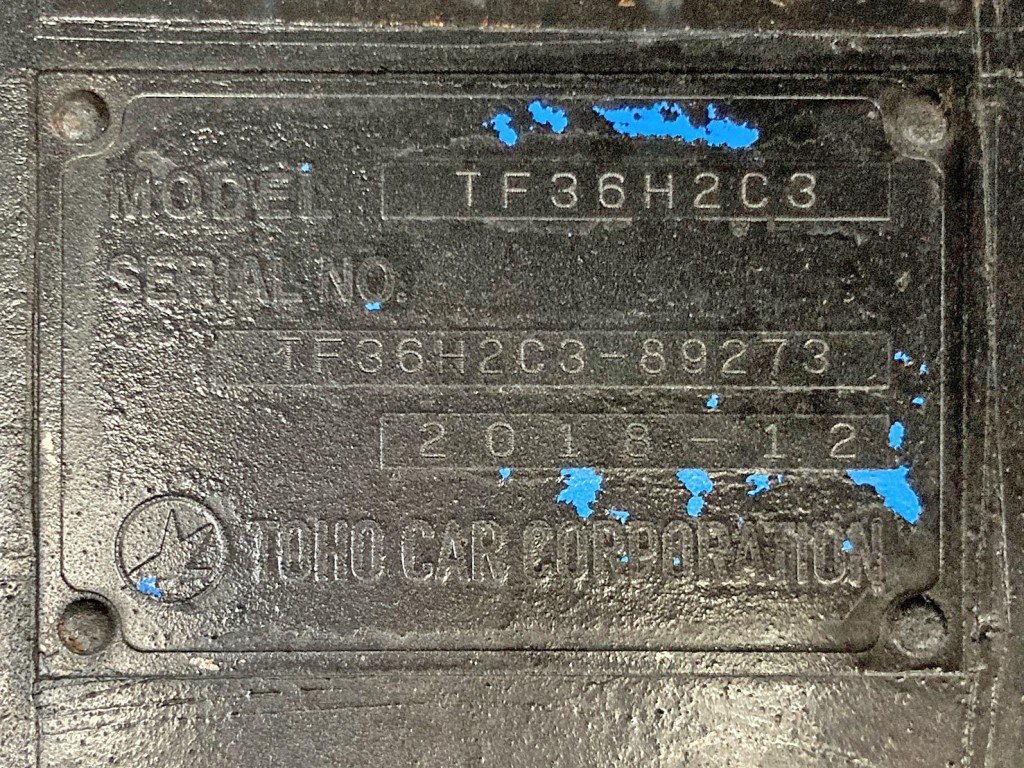 MODEL TF36H2C3
SERIAL NO.
TF36H2C3-89273
2018-12
TOHO CAR CORPORATION